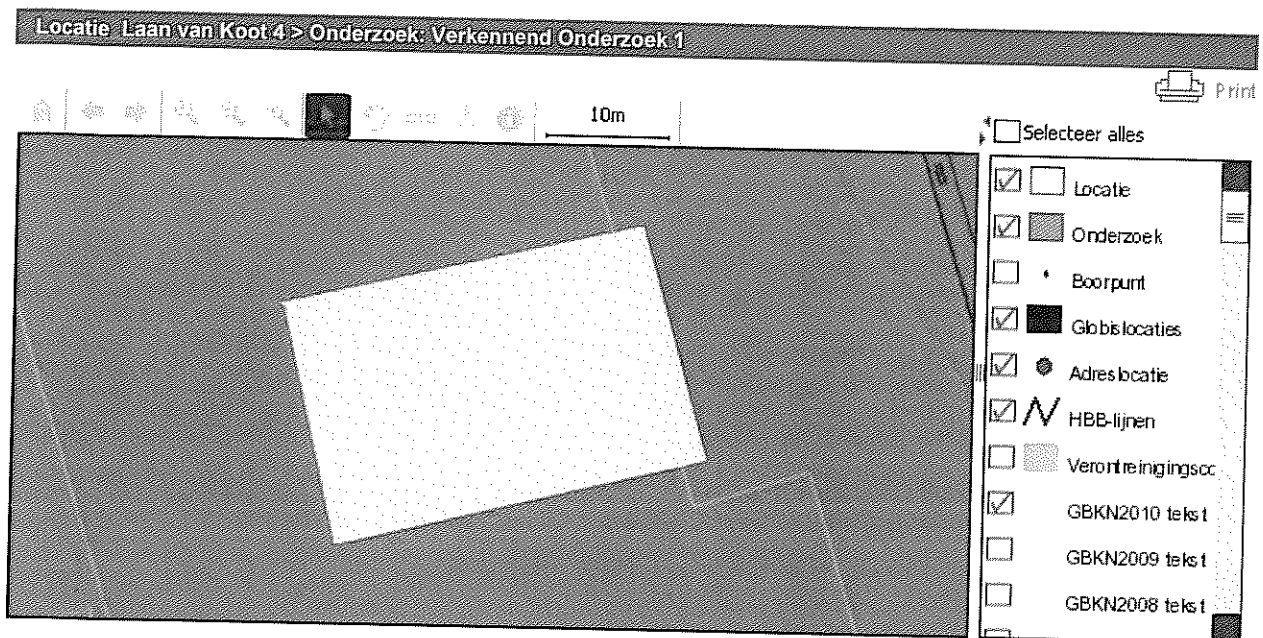 Locatie Laan van Koot 4 > Onderzoek: Verkennend Onderzoek 1
Print
10m
Selecteer alles
Locatie
Onderzoek
Boorpunt
Globislocaties
Adreslocatie
HBB-lijnen
Verontreinigingscc
GBKN2010 tekst
GBKN2009 tekst
GBKN2008 tekst